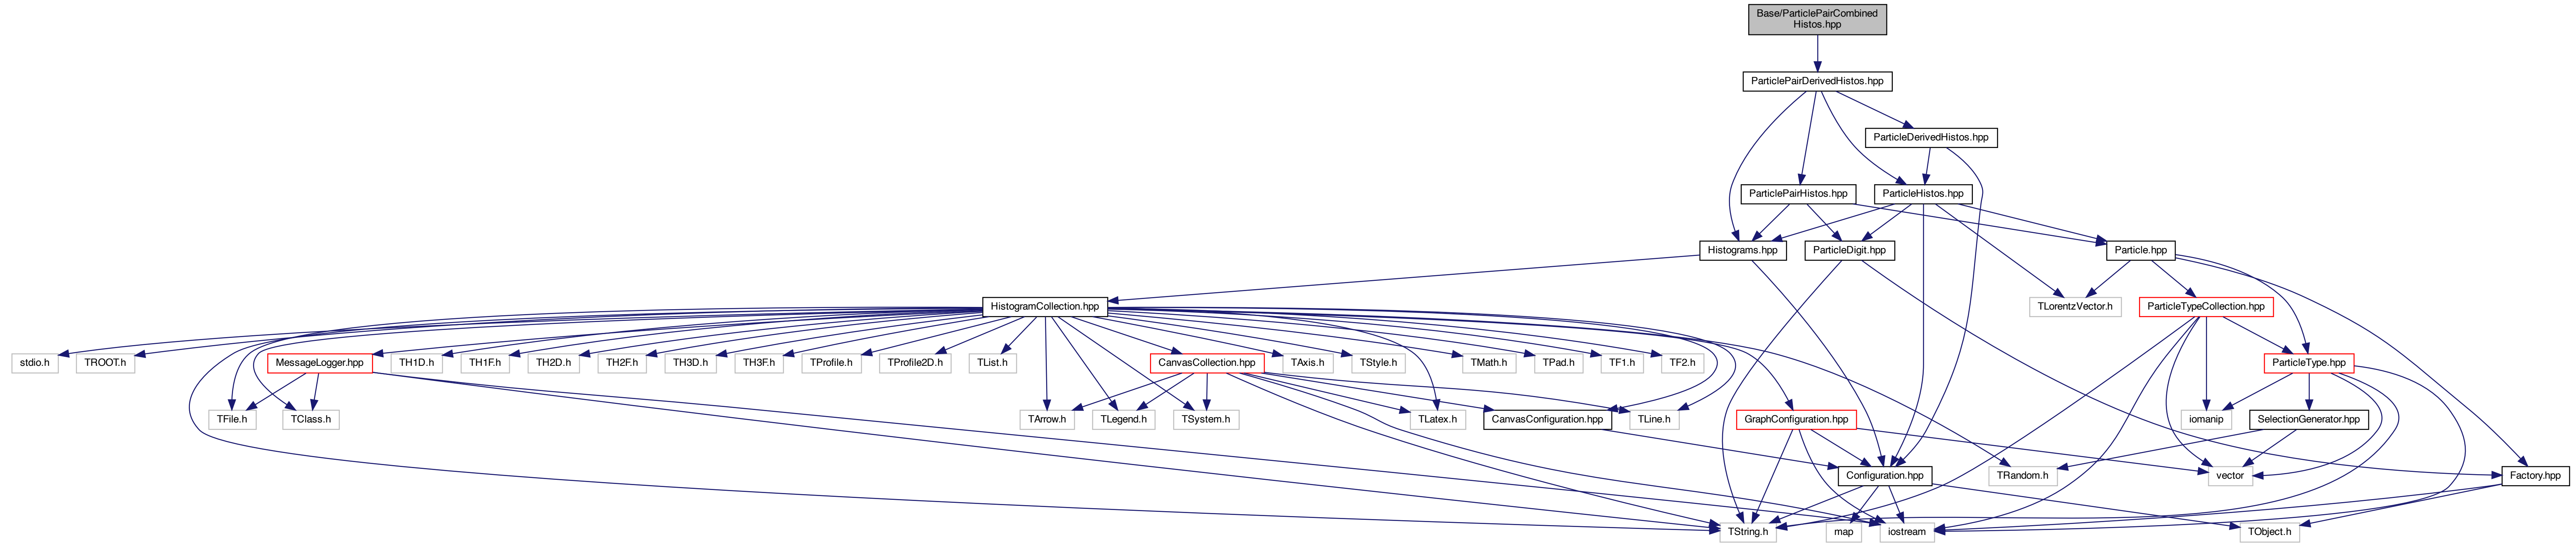 Base/ParticlePairCombined
Histos.hpp
ParticlePairDerivedHistos.hpp
ParticleDerivedHistos.hpp
ParticlePairHistos.hpp
ParticleHistos.hpp
Histograms.hpp
ParticleDigit.hpp
Particle.hpp
HistogramCollection.hpp
TLorentzVector.h
ParticleTypeCollection.hpp
stdio.h
TROOT.h
MessageLogger.hpp
TH1D.h
TH1F.h
TH2D.h
TH2F.h
TH3D.h
TH3F.h
TProfile.h
TProfile2D.h
TList.h
CanvasCollection.hpp
TAxis.h
TStyle.h
TMath.h
TPad.h
TF1.h
TF2.h
ParticleType.hpp
TFile.h
TClass.h
TArrow.h
TLegend.h
TSystem.h
TLatex.h
CanvasConfiguration.hpp
TLine.h
GraphConfiguration.hpp
iomanip
SelectionGenerator.hpp
Configuration.hpp
TRandom.h
vector
Factory.hpp
TString.h
map
iostream
TObject.h